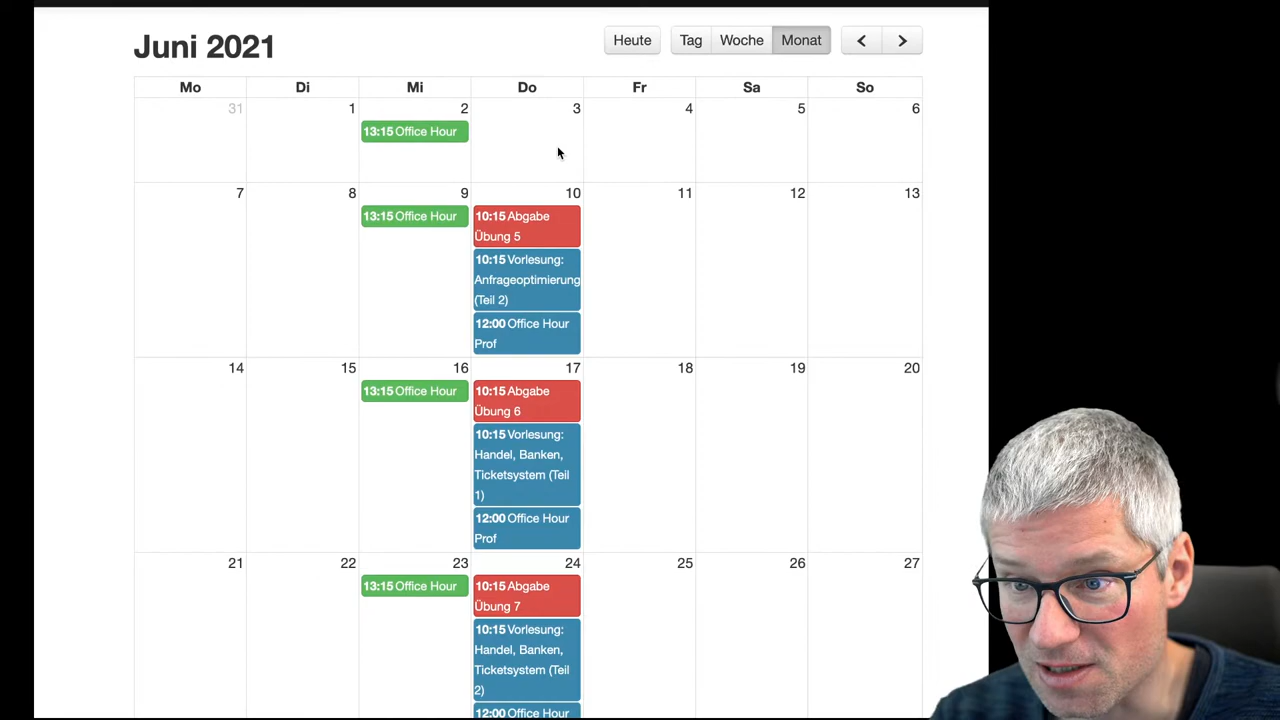 Juni 2021
Heute
Tag Woche Monat
Mo Di Mi Do Fr Sa So
31 1 2 3 4 5 6
13:15 Office Hour
7 8 9 10 11 12 13
13:15 Office Hour
10:15 Abgabe
Übung 5
10:15 Vorlesung:
Anfrageoptimierung
(Teil 2)
12:00 Office Hour
Prof
14 15 16 17 18 19 20
13:15 Office Hour
10:15 Abgabe
Übung 6
10:15 Vorlesung:
Handel, Banken,
Ticketsystem (Teil
1)
12:00 Office Hour
Prof
21 22 23 24 25 26 27
13:15 Office Hour
10:15 Abgabe
Übung 7
10:15 Vorlesung:
Handel, Banken,
Ticketsystem (Teil
2)
12:00 Office Hour